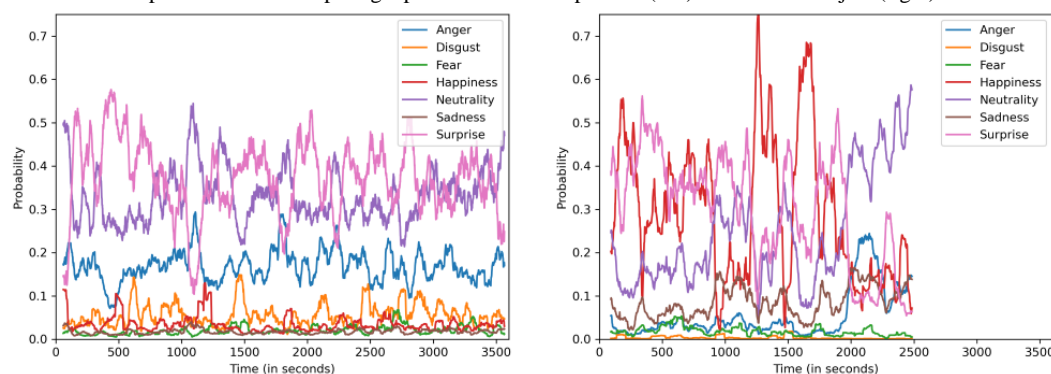 0.7
0.6
0.5
0.4
0.3
0.2
0.1
0.0
Probability
Anger
Disgust
Fear
Happiness
Neutrality
Sadness
Surprise
0 500 1000 1500 2000 2500 3000 3500
Time (in seconds)
0.7
0.6
0.5
0.4
0.3
0.2
0.1
0.0
Probability
Anger
Disgust
Fear
Happiness
Neutrality
Sadness
Surprise
0 500 1000 1500 2000 2500 3000 3500
Time (in seconds)